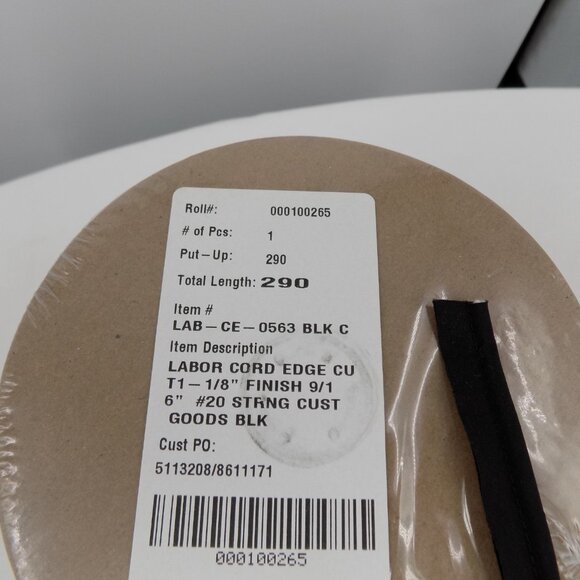 Roll#: 000100265
# of Pcs: 1
Put-Up: 290
Total Length: 290
Item #
LAB-CE-0563 BLK C
Item Description
LABOR CORD EDGE CU
T1-1/8" FINISH 9/1
6" #20 STRNG CUST
GOODS BLK
Cust PO:
5113208/8611171
000100265